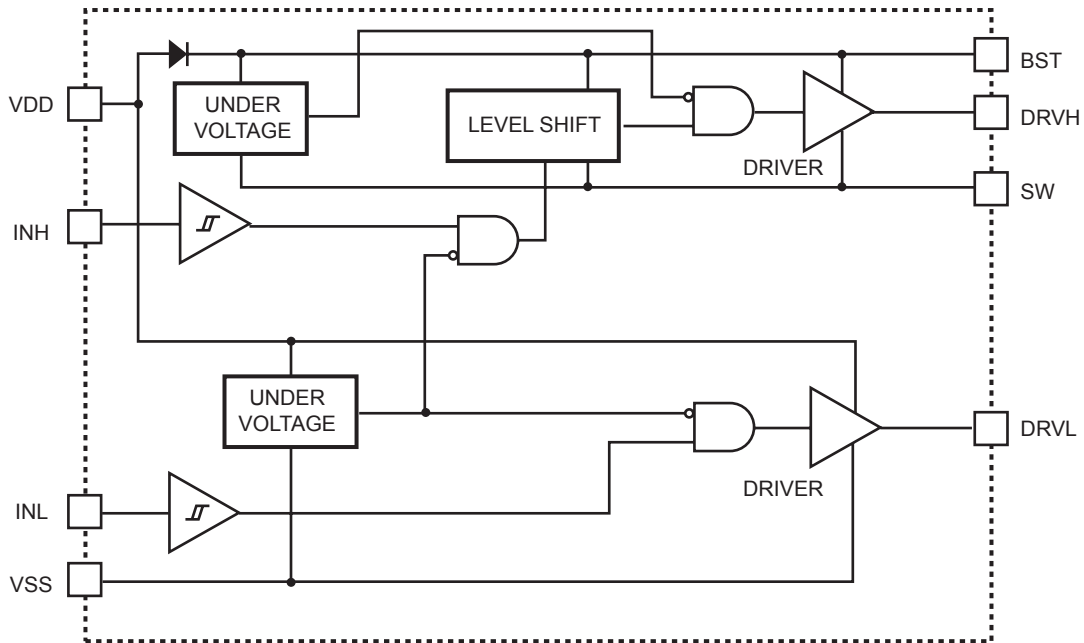 BST
VDD
UNDER
VOLTAGE
LEVEL SHIFT
DRVH
DRIVER
SW
INH
UNDER
VOLTAGE
DRVL
DRIVER
INL
VSS